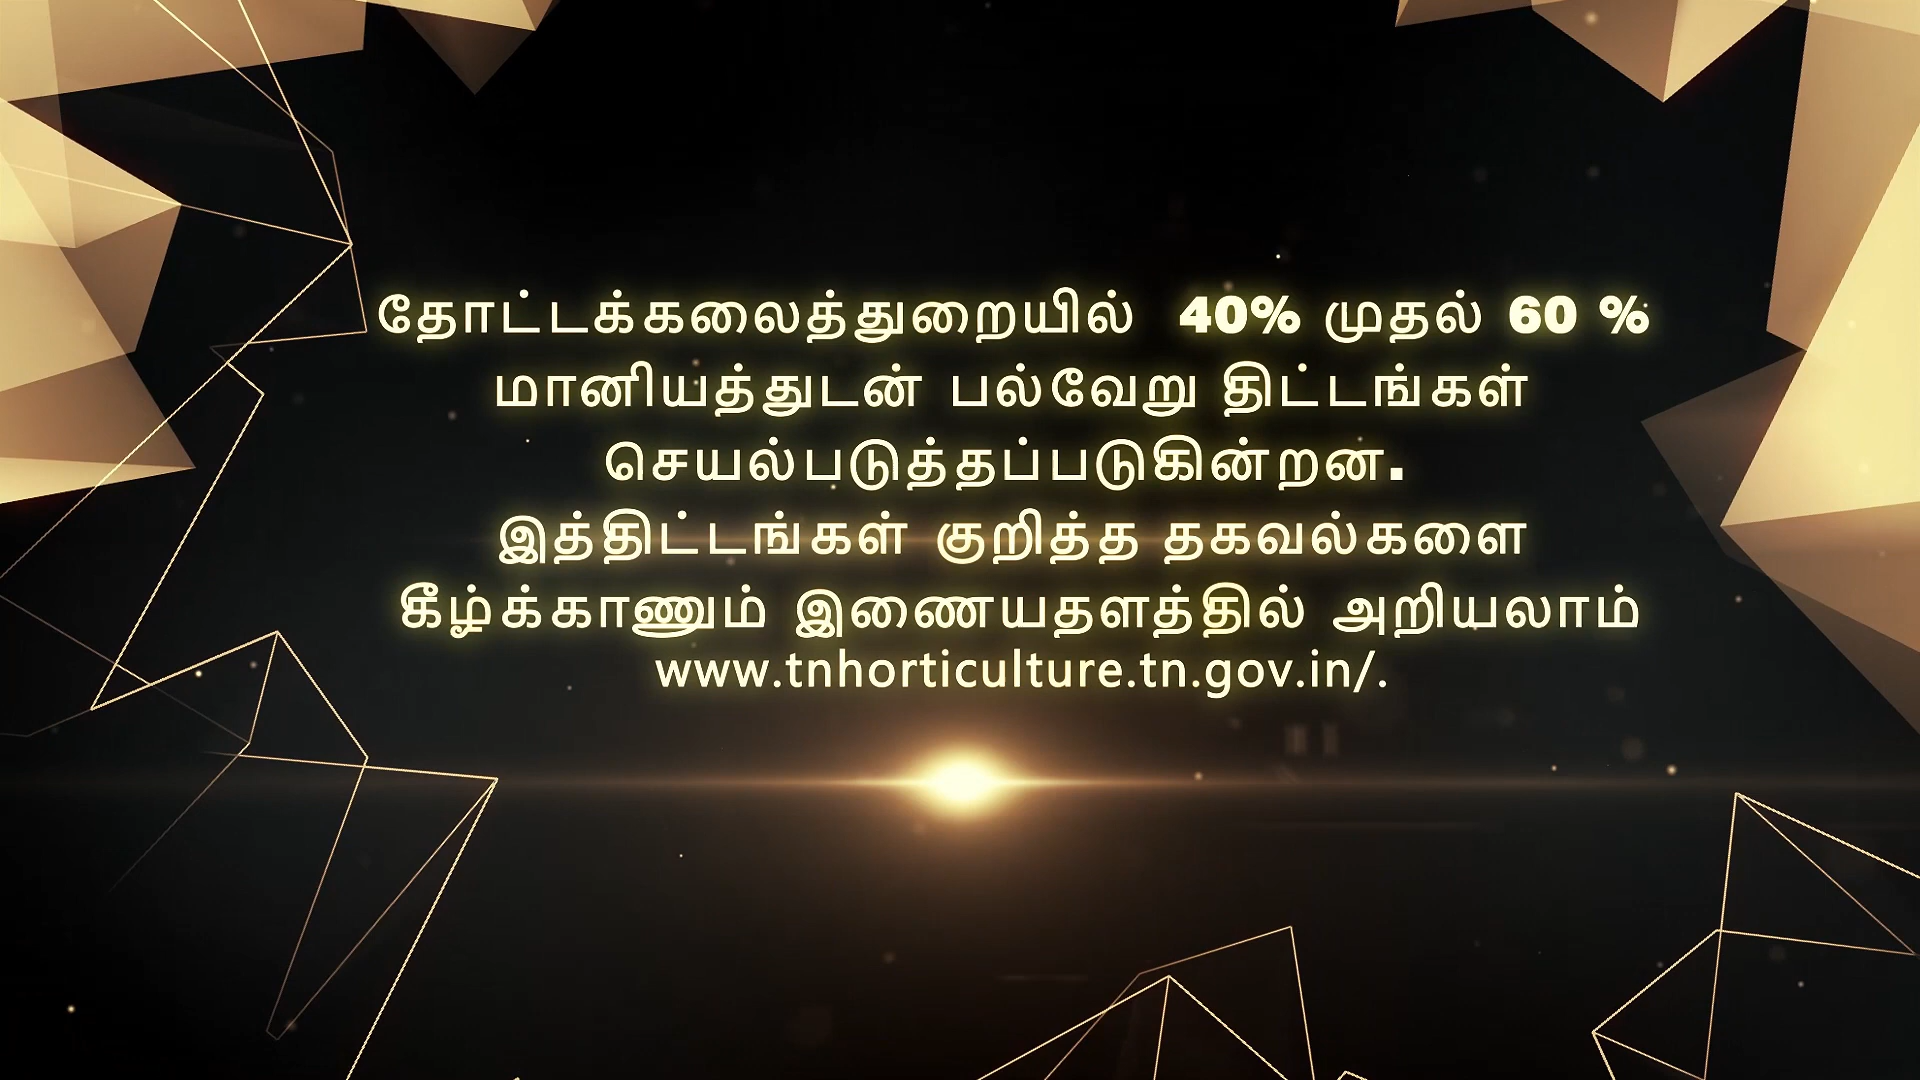 தோட்டக்கலைத்துறையில் 40% முதல் 60 %
மானியத்துடன் பல்வேறு திட்டங்கள்
செயல்படுத்தப்படுகின்றன.
இத்திட்டங்கள் குறித்த தகவல்களை
கீழ்க்காணும் இணையதளத்தில் அறியலாம்
www.tnhorticulture.tn.gov.in/.